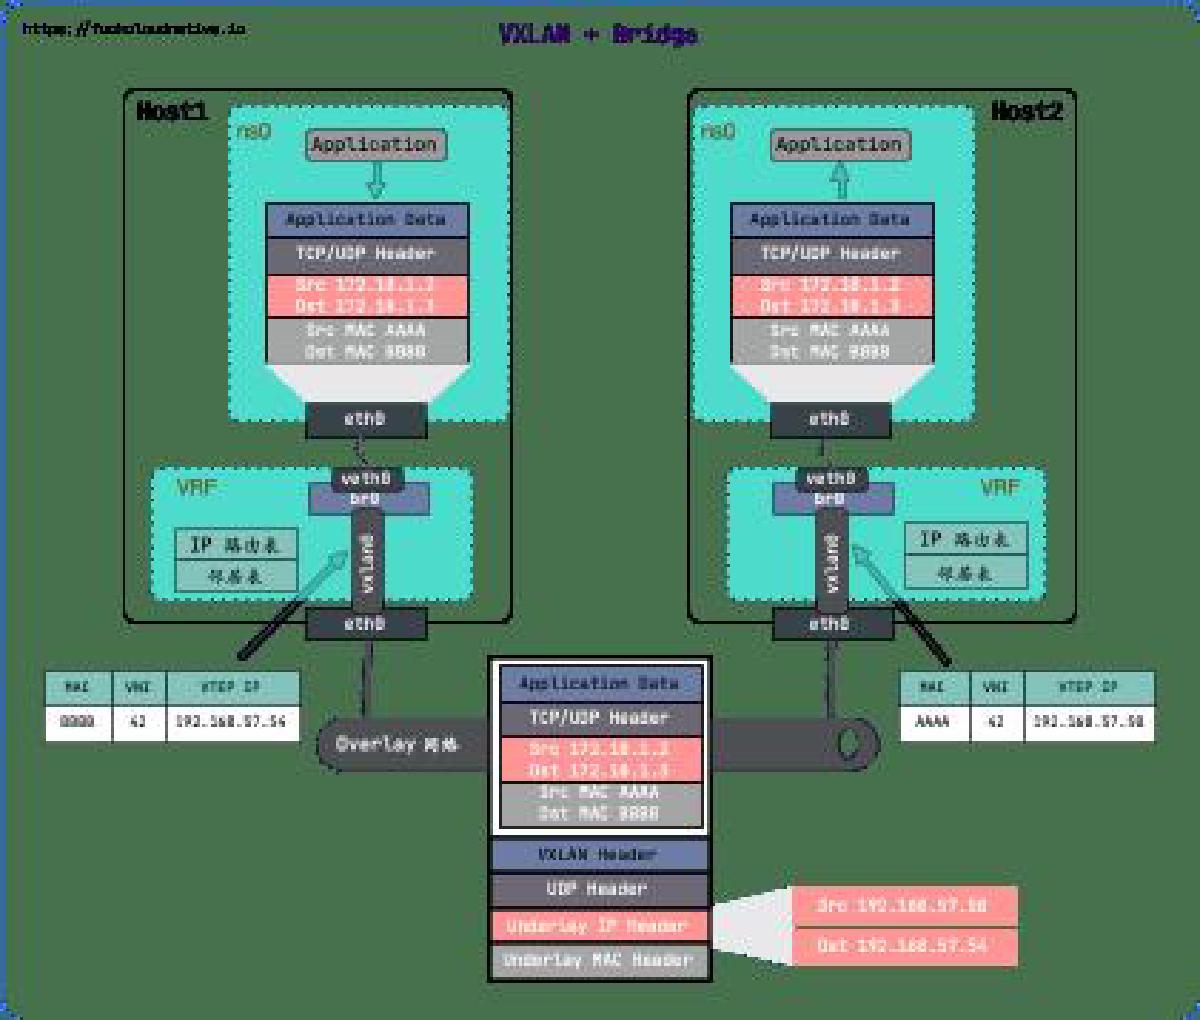 VXLAN + Bridge
Host1
ns0
Application
Application Data
TCP/UDP Header
Src 172.18.1.2
Dst 172.18.1.3
Src MAC AAAA
Dst MAC BBBB
eth0
veth0
br0
VRF
vxlan0
IP 路由表
邻居表
eth0
MAC VNI VTEP IP
BBBB 42 192.168.57.54
Host2
ns0
Application
Application Data
TCP/UDP Header
Src 172.18.1.2
Dst 172.18.1.3
Src MAC AAAA
Dst MAC BBBB
eth0
veth0
br0
VRF
vxlan0
IP 路由表
邻居表
eth0
MAC VNI VTEP IP
AAAA 42 192.168.57.50
Overlay 网络
Application Data
TCP/UDP Header
Src 172.18.1.2
Dst 172.18.1.3
Src MAC AAAA
Dst MAC BBBB
VXLAN Header
UDP Header
Underlay IP Header
Underlay MAC Header
Src 192.168.57.50
Dst 192.168.57.54